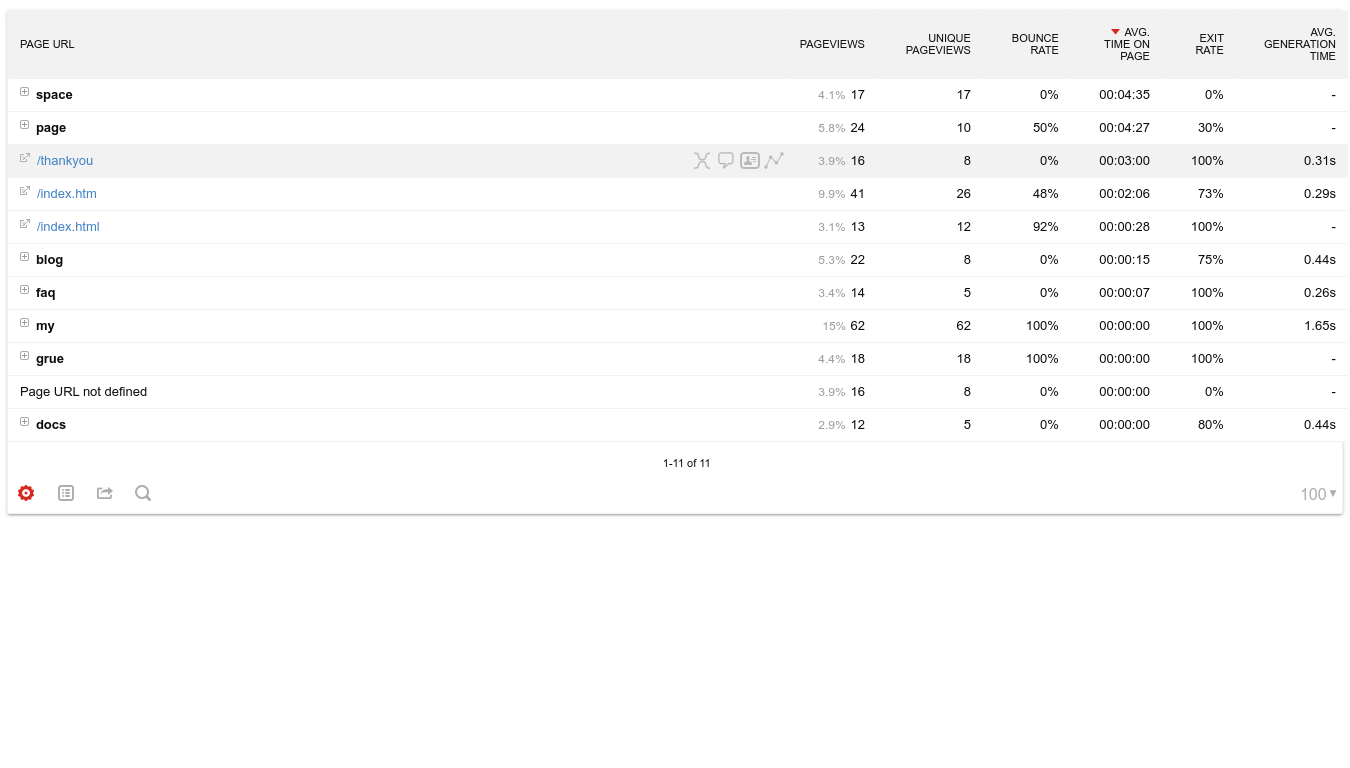 PAGE URL PAGEVIEWS UNIQUE PAGEVIEWS BOUNCE RATE AVG. TIME ON PAGE EXIT RATE AVG. GENERATION TIME
space 4.1% 17 17 0% 00:04:35 0% -
page 5.8% 24 10 50% 00:04:27 30% -
/thankyou 3.9% 16 8 0% 00:03:00 100% 0.31s
/index.htm 9.9% 41 26 48% 00:02:06 73% 0.29s
/index.html 3.1% 13 12 92% 00:00:28 100% -
blog 5.3% 22 8 0% 00:00:15 75% 0.44s
faq 3.4% 14 5 0% 00:00:07 100% 0.26s
my 15% 62 62 100% 00:00:00 100% 1.65s
grue 4.4% 18 18 100% 00:00:00 100% -
Page URL not defined 3.9% 16 8 0% 00:00:00 0% -
docs 2.9% 12 5 0% 00:00:00 80% 0.44s
1-11 of 11
100